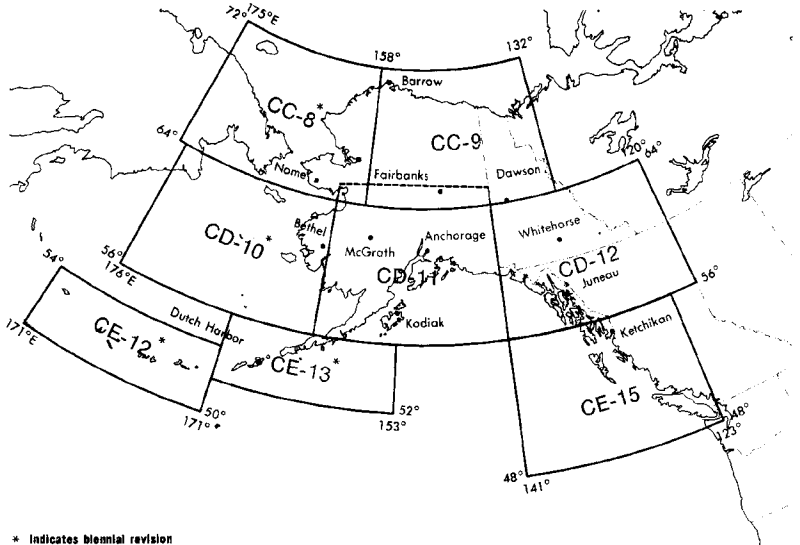 175°E
72°
158°
132°
Barrow
CC-8*
CC-9
64°
120°
64°
Nome
Fairbanks
Dawson
Bethel
Whitehorse
Anchorage
CD-10*
McGrath
CD-11
CD-12
Juneau
56°
176°E
54°
56°
Dutch Harbor
Kodiak
Ketchikan
171°E
CE-12*
CE-13*
CE-15
50°
171°
52°
153°
48°
123°
48°
141°
* Indicates biennial revision